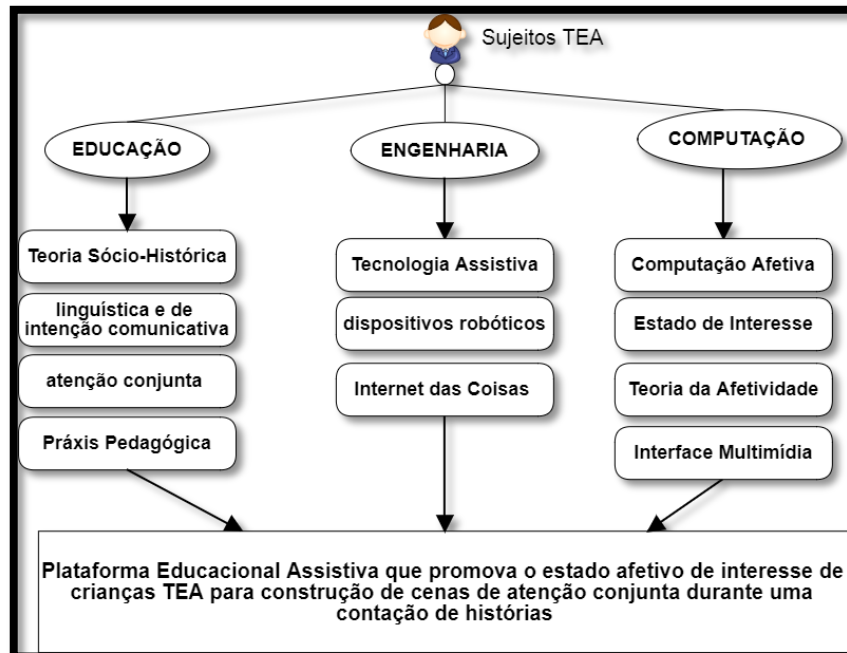 Sujeitos TEA
EDUCAÇÃO
Teoria Sócio-Histórica
linguística e de
intenção comunicativa
atenção conjunta
Práxis Pedagógica
ENGENHARIA
Tecnologia Assistiva
dispositivos robóticos
Internet das Coisas
COMPUTAÇÃO
Computação Afetiva
Estado de Interesse
Teoria da Afetividade
Interface Multimídia
Plataforma Educacional Assistiva que promova o estado afetivo de interesse de
crianças TEA para construção de cenas de atenção conjunta durante uma
contação de histórias